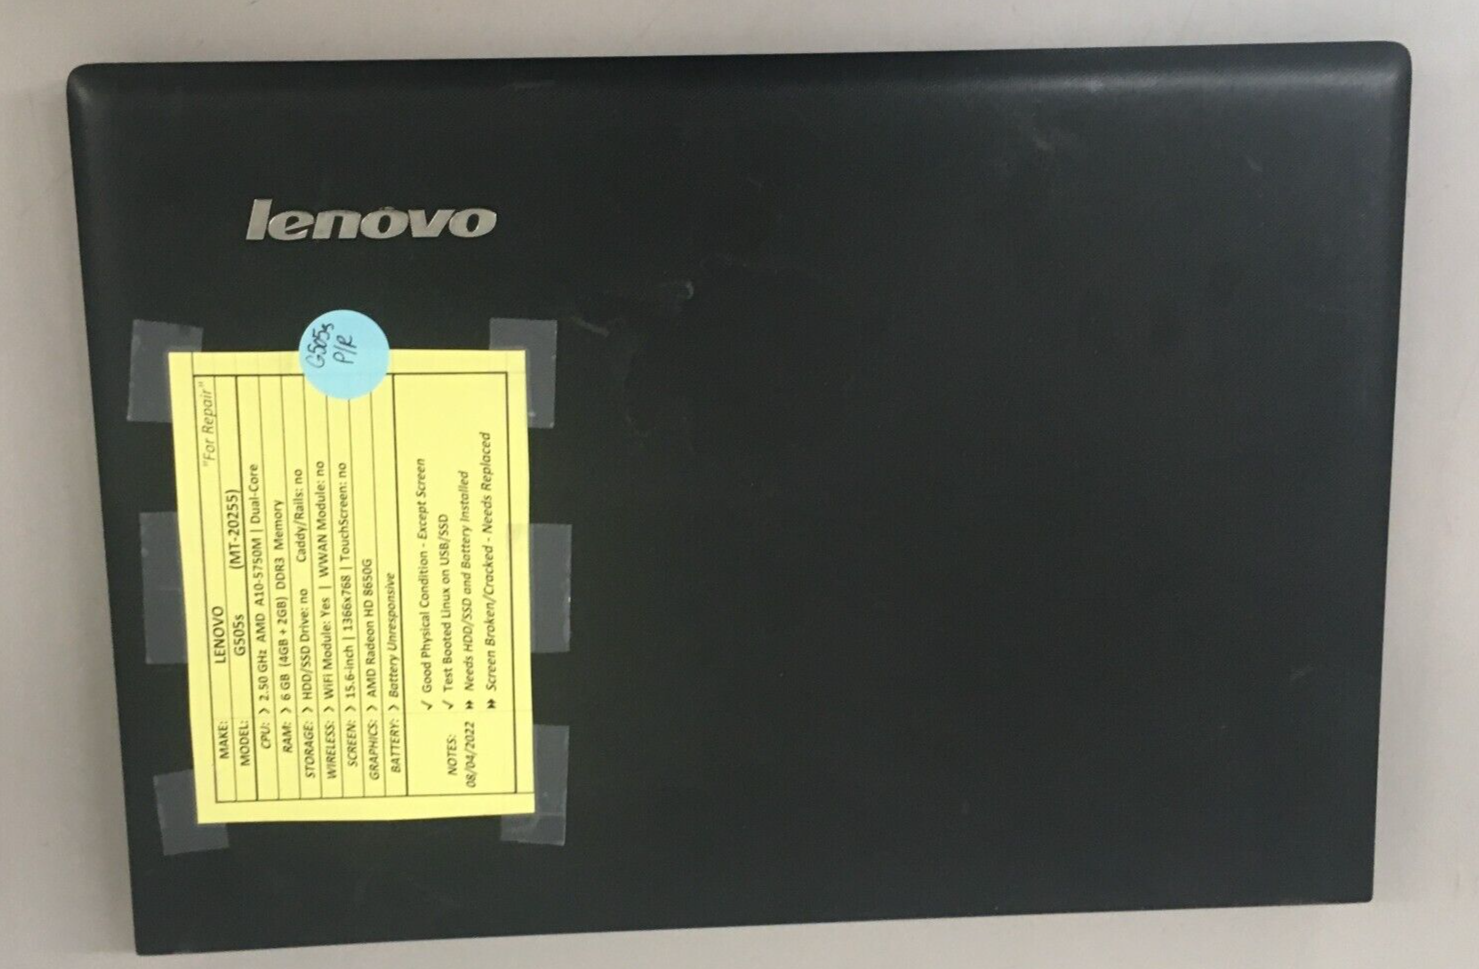 lenovo
G505s
P/R
"For Repair"
MAKE: LENOVO
MODEL: G505s (MT-20255)
CPU: > 2.50 GHz AMD A10-5750M | Dual-Core
RAM: > 6 GB (4GB + 2GB) DDR3 Memory
STORAGE: > HDD/SSD Drive: no Caddy/Rails: no
WIRELESS: > WiFi Module: Yes | WWAN Module: no
SCREEN: > 15.6-inch | 1366x768 | TouchScreen: no
GRAPHICS: > AMD Radeon HD 8650G
BATTERY: > Battery Unresponsive
✓ Good Physical Condition - Except Screen
NOTES: ✓ Test Booted Linux on USB/SSD
08/04/2022 » Needs HDD/SSD and Battery Installed
» Screen Broken/Cracked - Needs Replaced